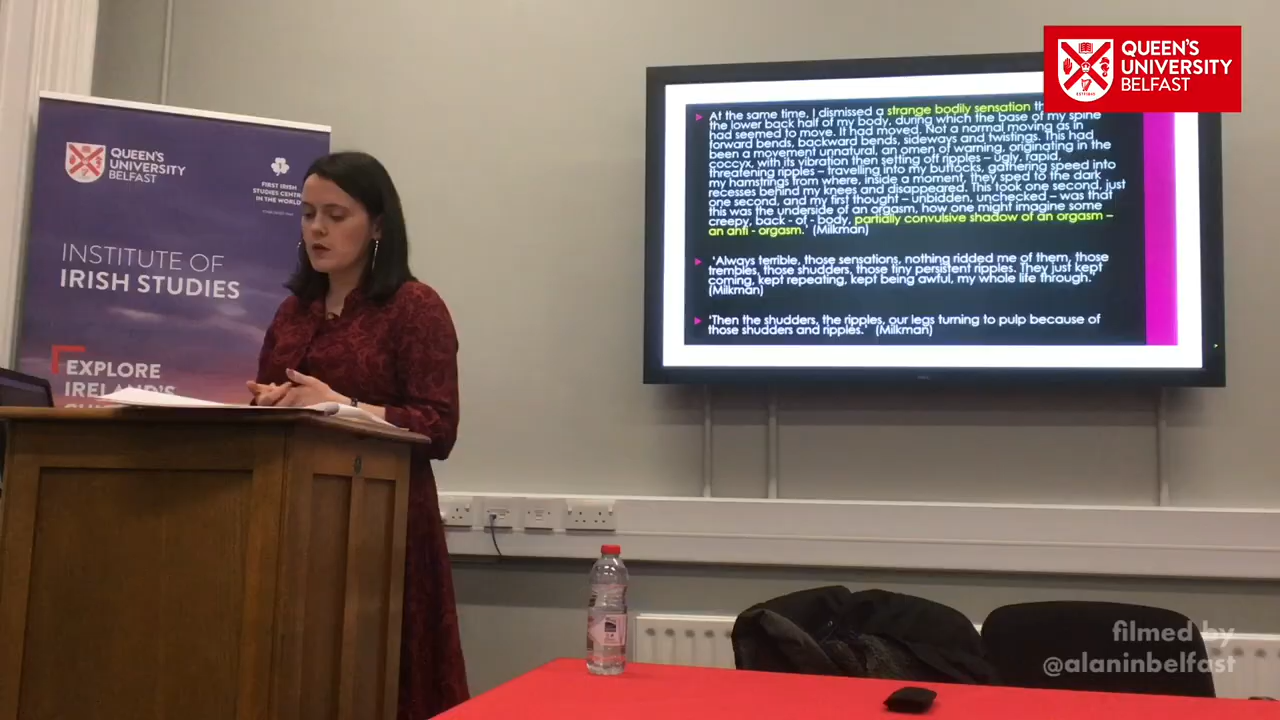 QUEEN'S
UNIVERSITY
BELFAST
INSTITUTE OF
IRISH STUDIES
EXPLORE
IRELAND'S
QUEEN'S
UNIVERSITY
BELFAST
FIRST IRISH
STUDIES CENTRE
IN THE WORLD
At the same time, I dismissed a strange bodily sensation
the lower back half of my body, during which the base of my spine
had seemed to move. It had moved. Not a normal moving as in
forward bends, backward bends, sideways and twistings. This had
been a movement unnatural, an omen of warning, originating in the
coccyx, with its vibration then setting off ripples – ugly, rapid,
threatening ripples – travelling into my buttocks, gathering speed into
my hamstrings from where, inside a moment, they sped to the dark
recesses behind my knees and disappeared. This took one second, just
one second, and my first thought – unbidden, unchecked – was that
this was the underside of an orgasm, how one might imagine some
creepy, back - of - body, partially convulsive shadow of an orgasm –
an anti - orgasm.' (Milkman)
'Always terrible, those sensations, nothing ridded me of them, those
trembles, those shudders, those tiny persistent ripples. They just kept
coming, kept repeating, kept being awful, my whole life through.'
(Milkman)
'Then the shudders, the ripples, our legs turning to pulp because of
those shudders and ripples.' (Milkman)
filmed by
@alaninbelfast